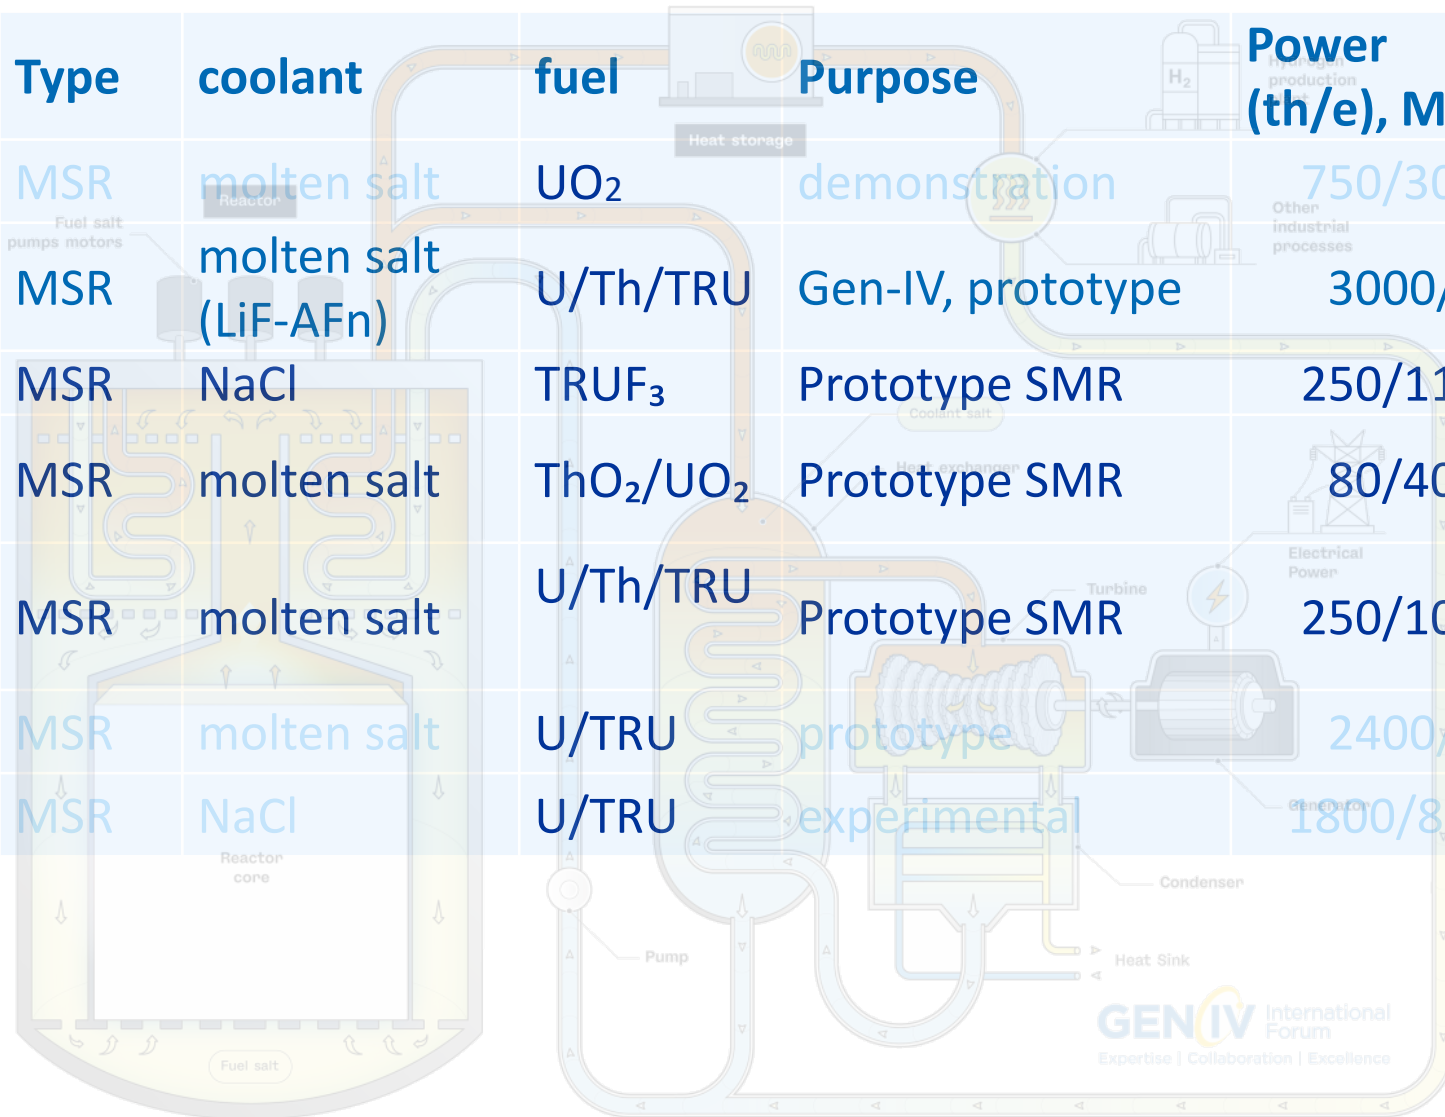 Type coolant fuel Purpose Power
(th/e), M
MSR molten salt UO₂ demonstration 750/30
MSR molten salt
(LiF-AFn) U/Th/TRU Gen-IV, prototype 3000/
MSR NaCl TRUF₃ Prototype SMR 250/11
MSR molten salt ThO₂/UO₂ Prototype SMR 80/40
MSR molten salt U/Th/TRU Prototype SMR 250/10
MSR molten salt U/TRU prototype 2400/
MSR NaCl U/TRU experimental 1800/8
Heat storage
H₂
Hydrogen
production
plant
Reactor
Fuel salt
pumps motors
Other
industrial
processes
Coolant salt
Heat exchanger
Electrical
Power
Turbine
Generator
Reactor
core
Condenser
Pump
Heat Sink
Fuel salt
GEN IV International
Forum
Expertise | Collaboration | Excellence